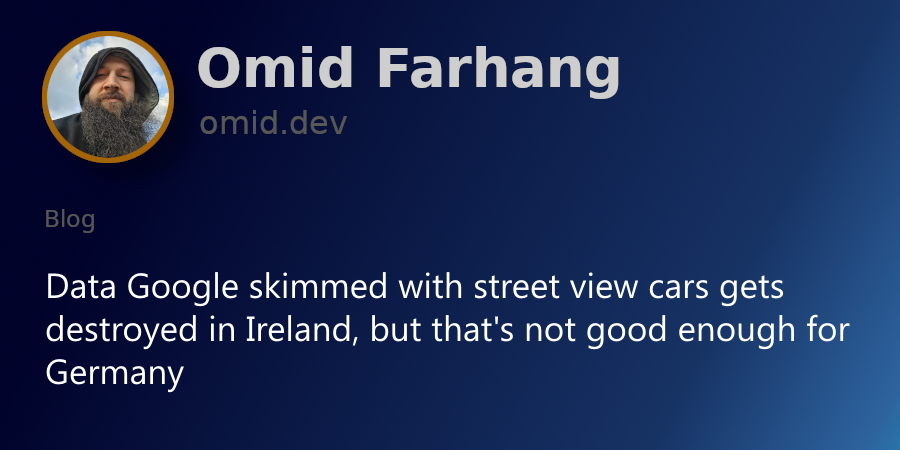 Omid Farhang
omid.dev
Blog
Data Google skimmed with street view cars gets
destroyed in Ireland, but that's not good enough for
Germany